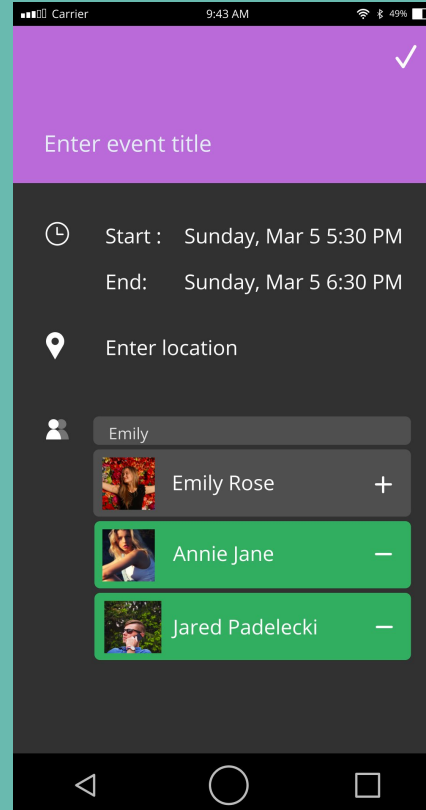 Carrier 9:43 AM 49%
Enter event title
Start : Sunday, Mar 5 5:30 PM
End: Sunday, Mar 5 6:30 PM
Enter location
Emily
Emily Rose +
Annie Jane −
Jared Padelecki −